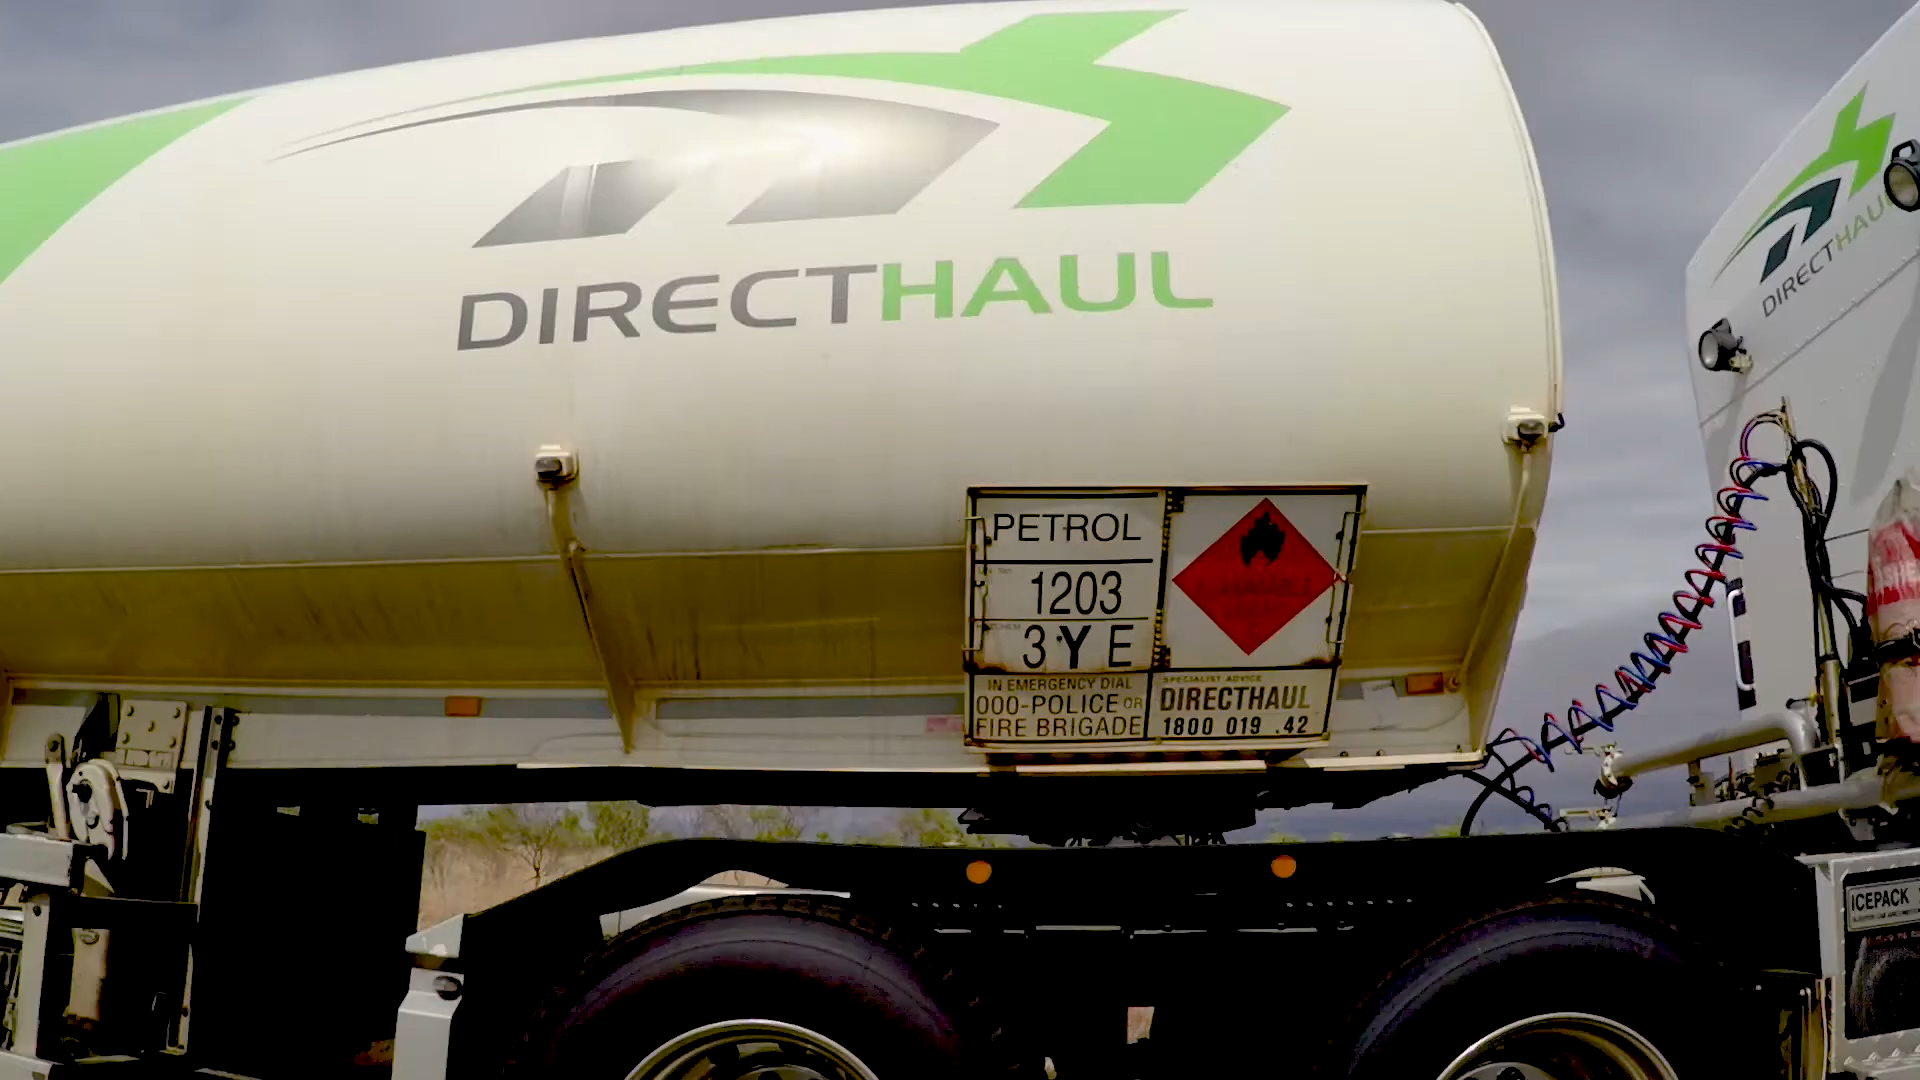 DIRECTHAUL
DIRECTHAUL
PETROL
1203
3YE
IN EMERGENCY DIAL
000-POLICE OR
FIRE BRIGADE
SPECIALIST ADVICE
DIRECTHAUL
1800 019 .42
ICEPACK